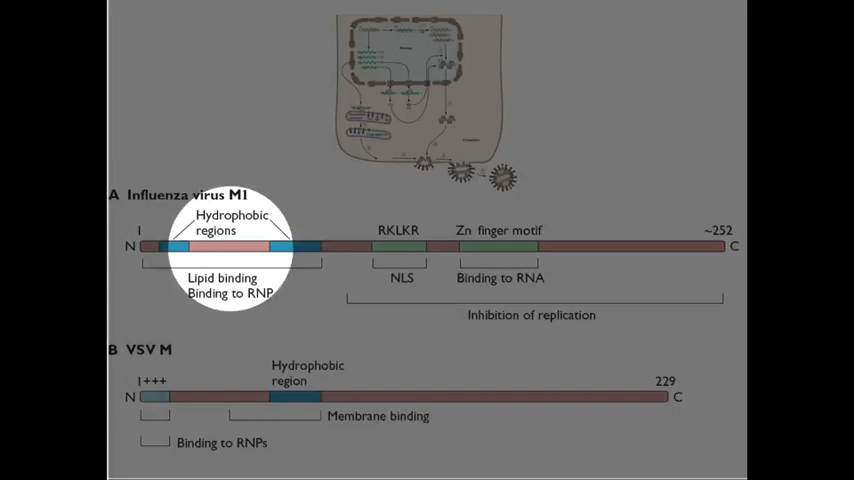 A Influenza virus M1
Hydrophobic
regions
1
RKLKR
Zn finger motif
~252
N
C
Lipid binding
Binding to RNP
NLS
Binding to RNA
Inhibition of replication
B VSV M
Hydrophobic
region
1+++
229
N
C
Membrane binding
Binding to RNPs